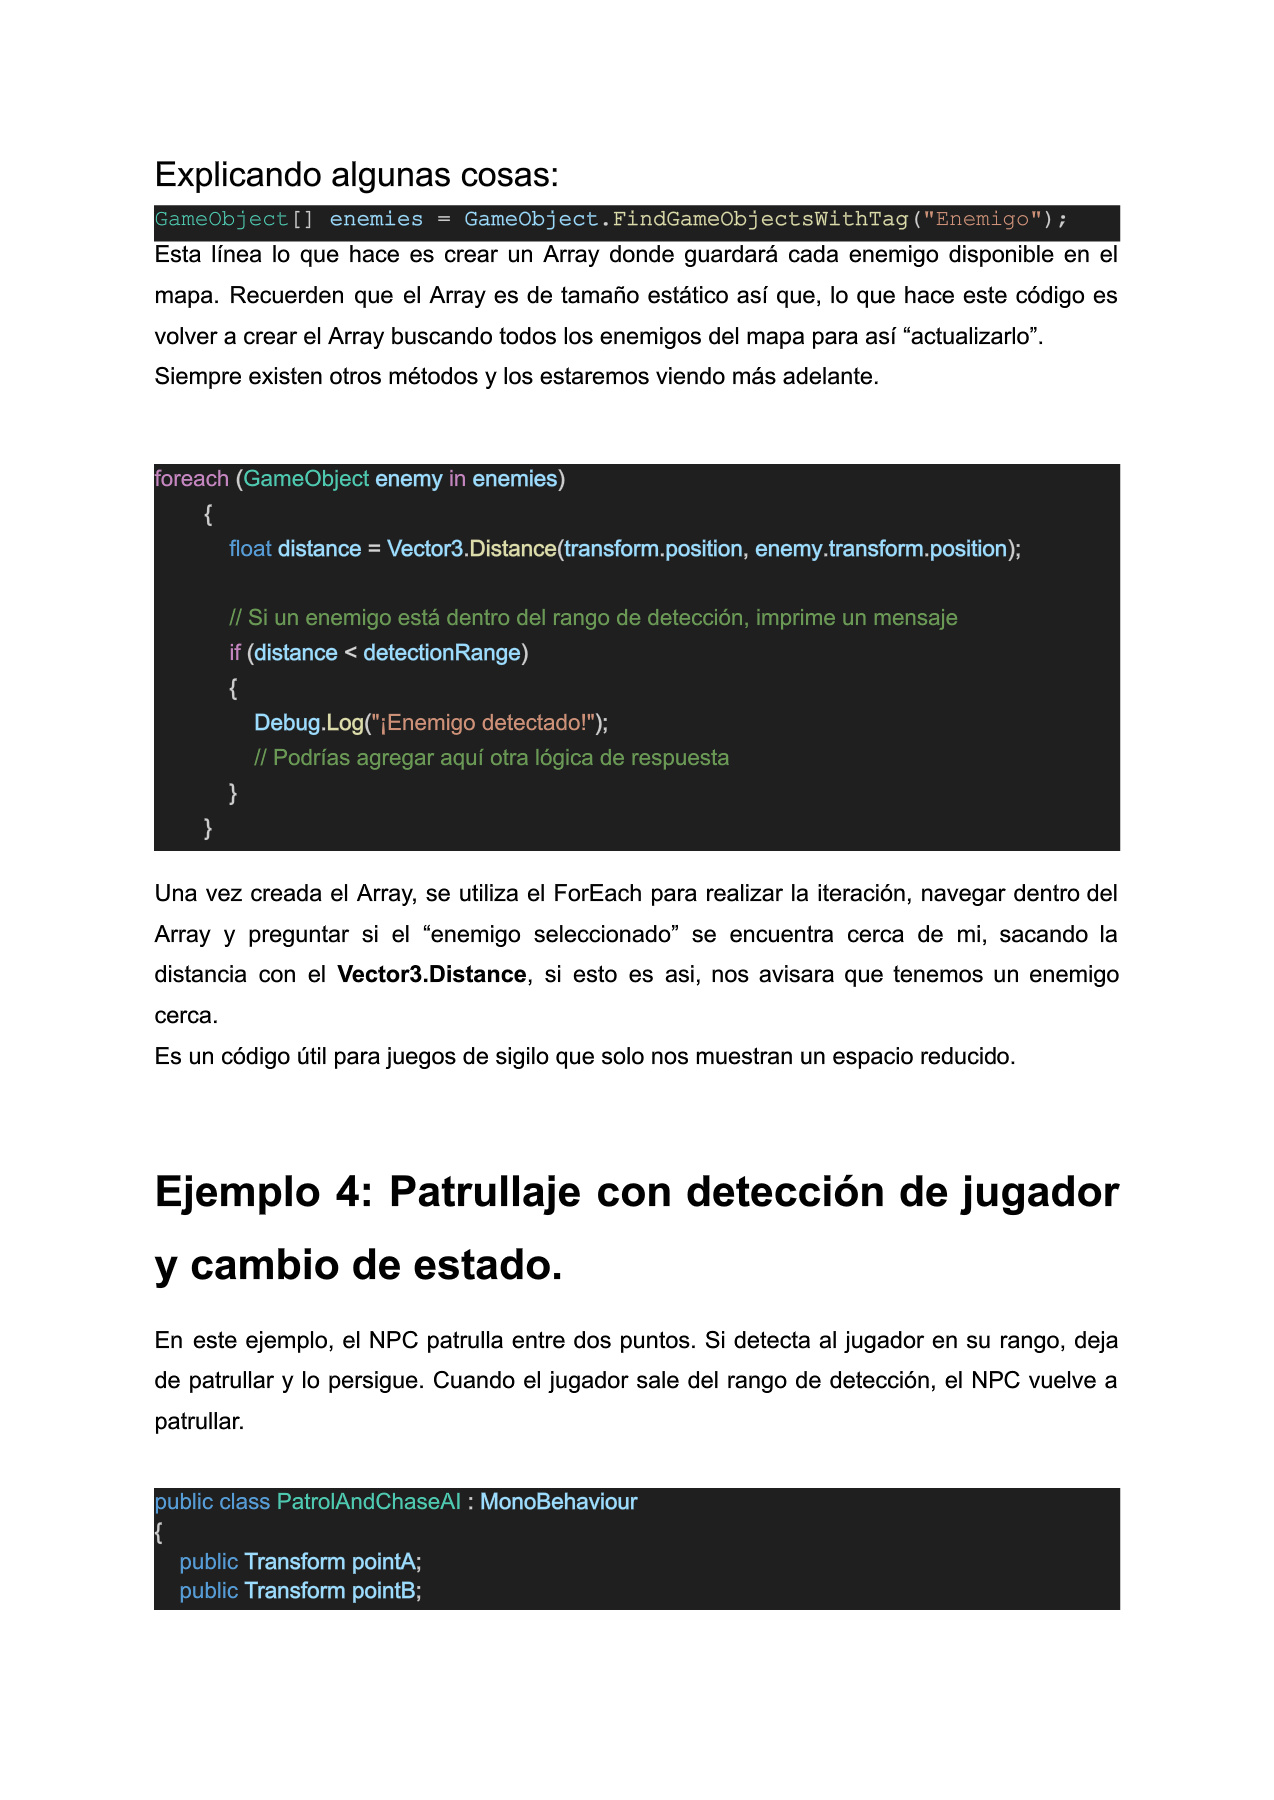 Explicando algunas cosas:
GameObject[] enemies = GameObject.FindGameObjectsWithTag("Enemigo");
Esta línea lo que hace es crear un Array donde guardará cada enemigo disponible en el
mapa. Recuerden que el Array es de tamaño estático así que, lo que hace este código es
volver a crear el Array buscando todos los enemigos del mapa para así “actualizarlo”.
Siempre existen otros métodos y los estaremos viendo más adelante.
foreach (GameObject enemy in enemies)
{
float distance = Vector3.Distance(transform.position, enemy.transform.position);
// Si un enemigo está dentro del rango de detección, imprime un mensaje
if (distance < detectionRange)
{
Debug.Log("¡Enemigo detectado!");
// Podrías agregar aquí otra lógica de respuesta
}
}
Una vez creada el Array, se utiliza el ForEach para realizar la iteración, navegar dentro del
Array y preguntar si el “enemigo seleccionado” se encuentra cerca de mi, sacando la
distancia con el Vector3.Distance, si esto es asi, nos avisara que tenemos un enemigo
cerca.
Es un código útil para juegos de sigilo que solo nos muestran un espacio reducido.
Ejemplo 4: Patrullaje con detección de jugador
y cambio de estado.
En este ejemplo, el NPC patrulla entre dos puntos. Si detecta al jugador en su rango, deja
de patrullar y lo persigue. Cuando el jugador sale del rango de detección, el NPC vuelve a
patrullar.
public class PatrolAndChaseAI : MonoBehaviour
{
public Transform pointA;
public Transform pointB;